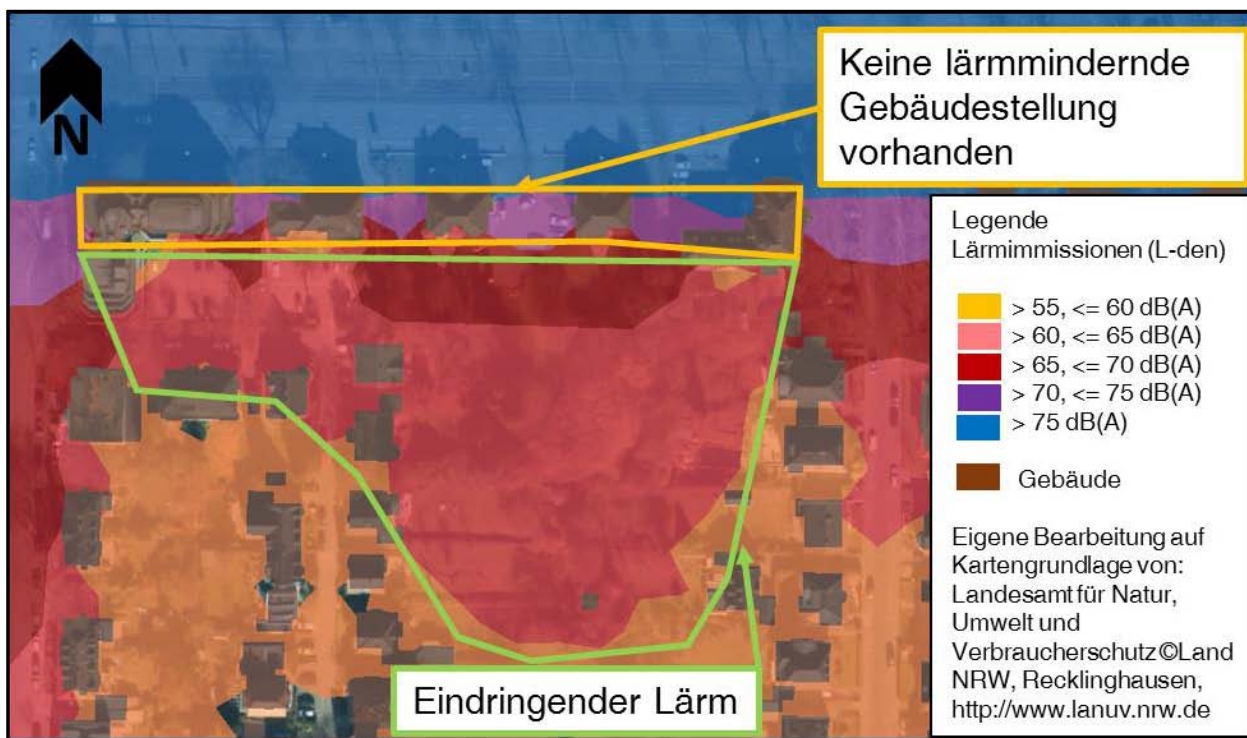 N
Keine lärmmindernde
Gebäudestellung
vorhanden
Legende
Lärmimmissionen (L-den)
> 55, <= 60 dB(A)
> 60, <= 65 dB(A)
> 65, <= 70 dB(A)
> 70, <= 75 dB(A)
> 75 dB(A)
Gebäude
Eigene Bearbeitung auf
Kartengrundlage von:
Landesamt für Natur,
Umwelt und
Verbraucherschutz©Land
NRW, Recklinghausen,
http://www.lanuv.nrw.de
Eindringender Lärm